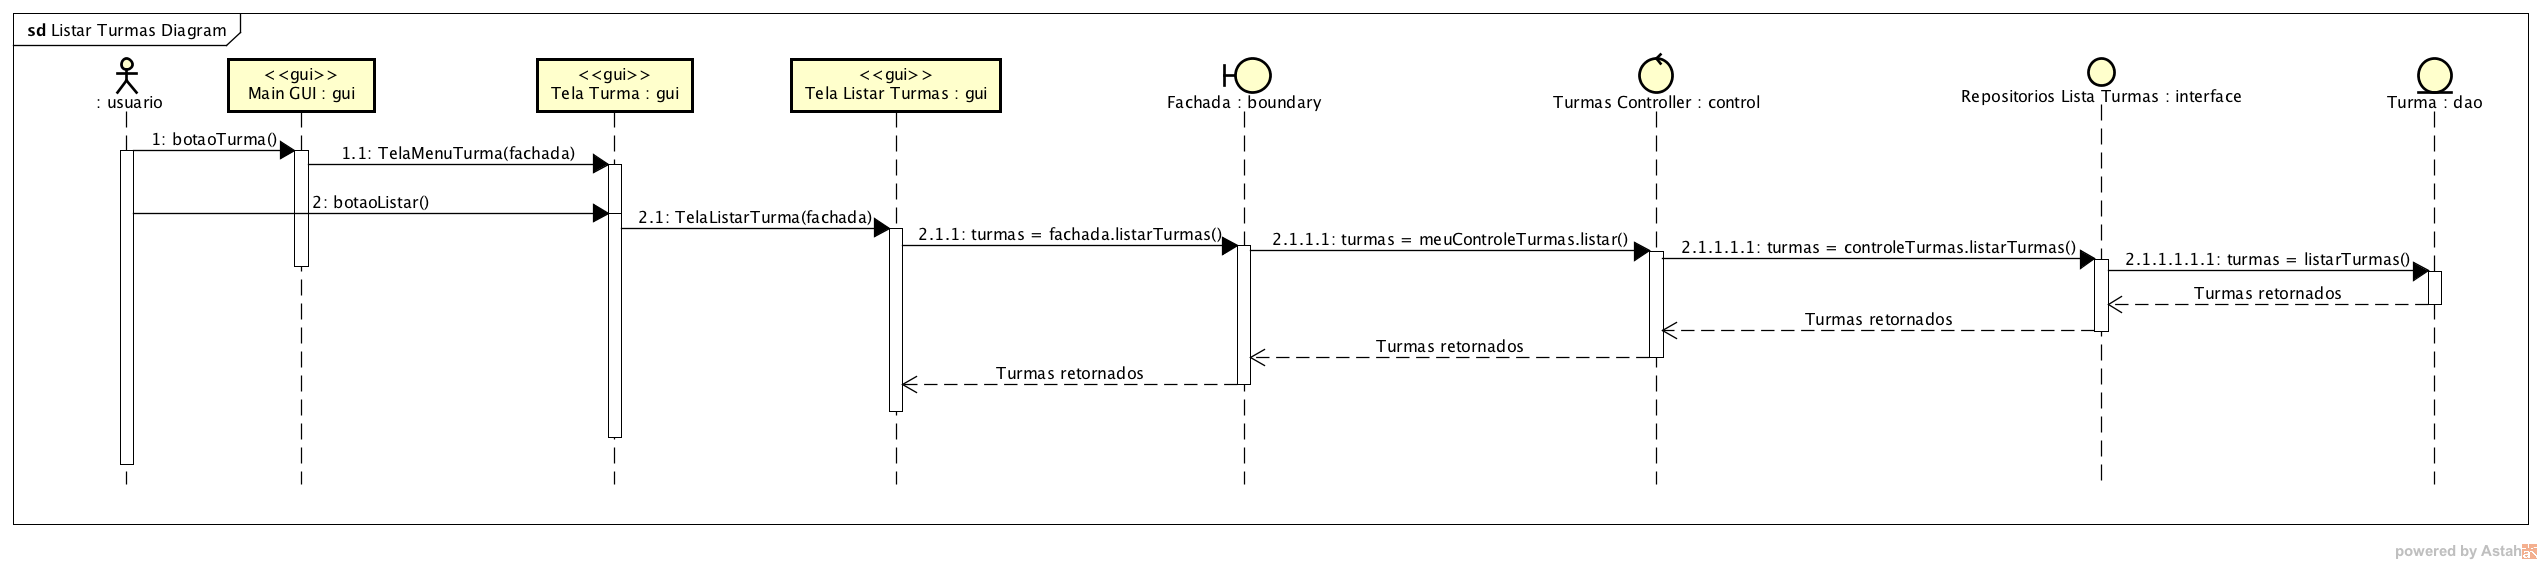 sd Listar Turmas Diagram
: usuario
<<gui>>
Main GUI : gui
<<gui>>
Tela Turma : gui
<<gui>>
Tela Listar Turmas : gui
Fachada : boundary
Turmas Controller : control
Repositorios Lista Turmas : interface
Turma : dao
1: botaoTurma()
1.1: TelaMenuTurma(fachada)
2: botaoListar()
2.1: TelaListarTurma(fachada)
2.1.1: turmas = fachada.listarTurmas()
2.1.1.1: turmas = meuControleTurmas.listar()
2.1.1.1.1: turmas = controleTurmas.listarTurmas()
2.1.1.1.1.1: turmas = listarTurmas()
Turmas retornados
Turmas retornados
Turmas retornados
Turmas retornados
powered by Astah